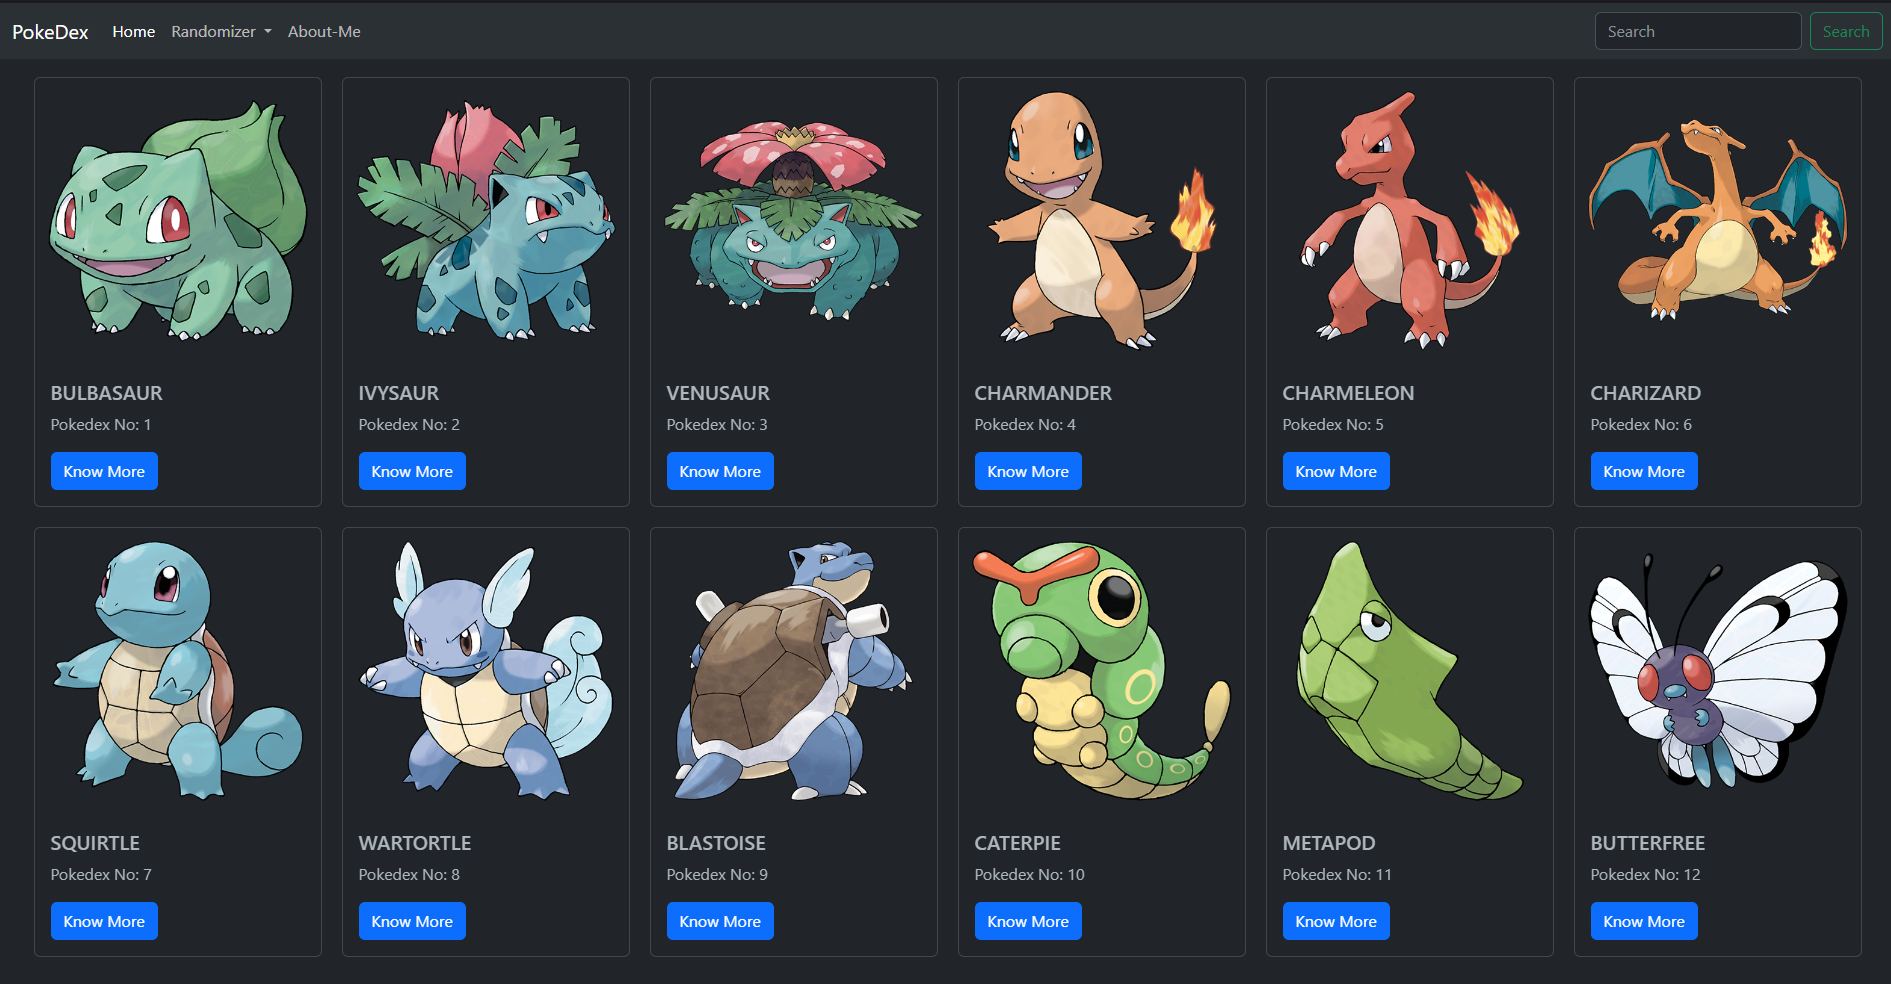 PokeDex Home Randomizer About-Me Search Search
BULBASAUR IVYSAUR VENUSAUR CHARMANDER CHARMELEON CHARIZARD
Pokedex No: 1 Pokedex No: 2 Pokedex No: 3 Pokedex No: 4 Pokedex No: 5 Pokedex No: 6
Know More Know More Know More Know More Know More Know More
SQUIRTLE WARTORTLE BLASTOISE CATERPIE METAPOD BUTTERFREE
Pokedex No: 7 Pokedex No: 8 Pokedex No: 9 Pokedex No: 10 Pokedex No: 11 Pokedex No: 12
Know More Know More Know More Know More Know More Know More